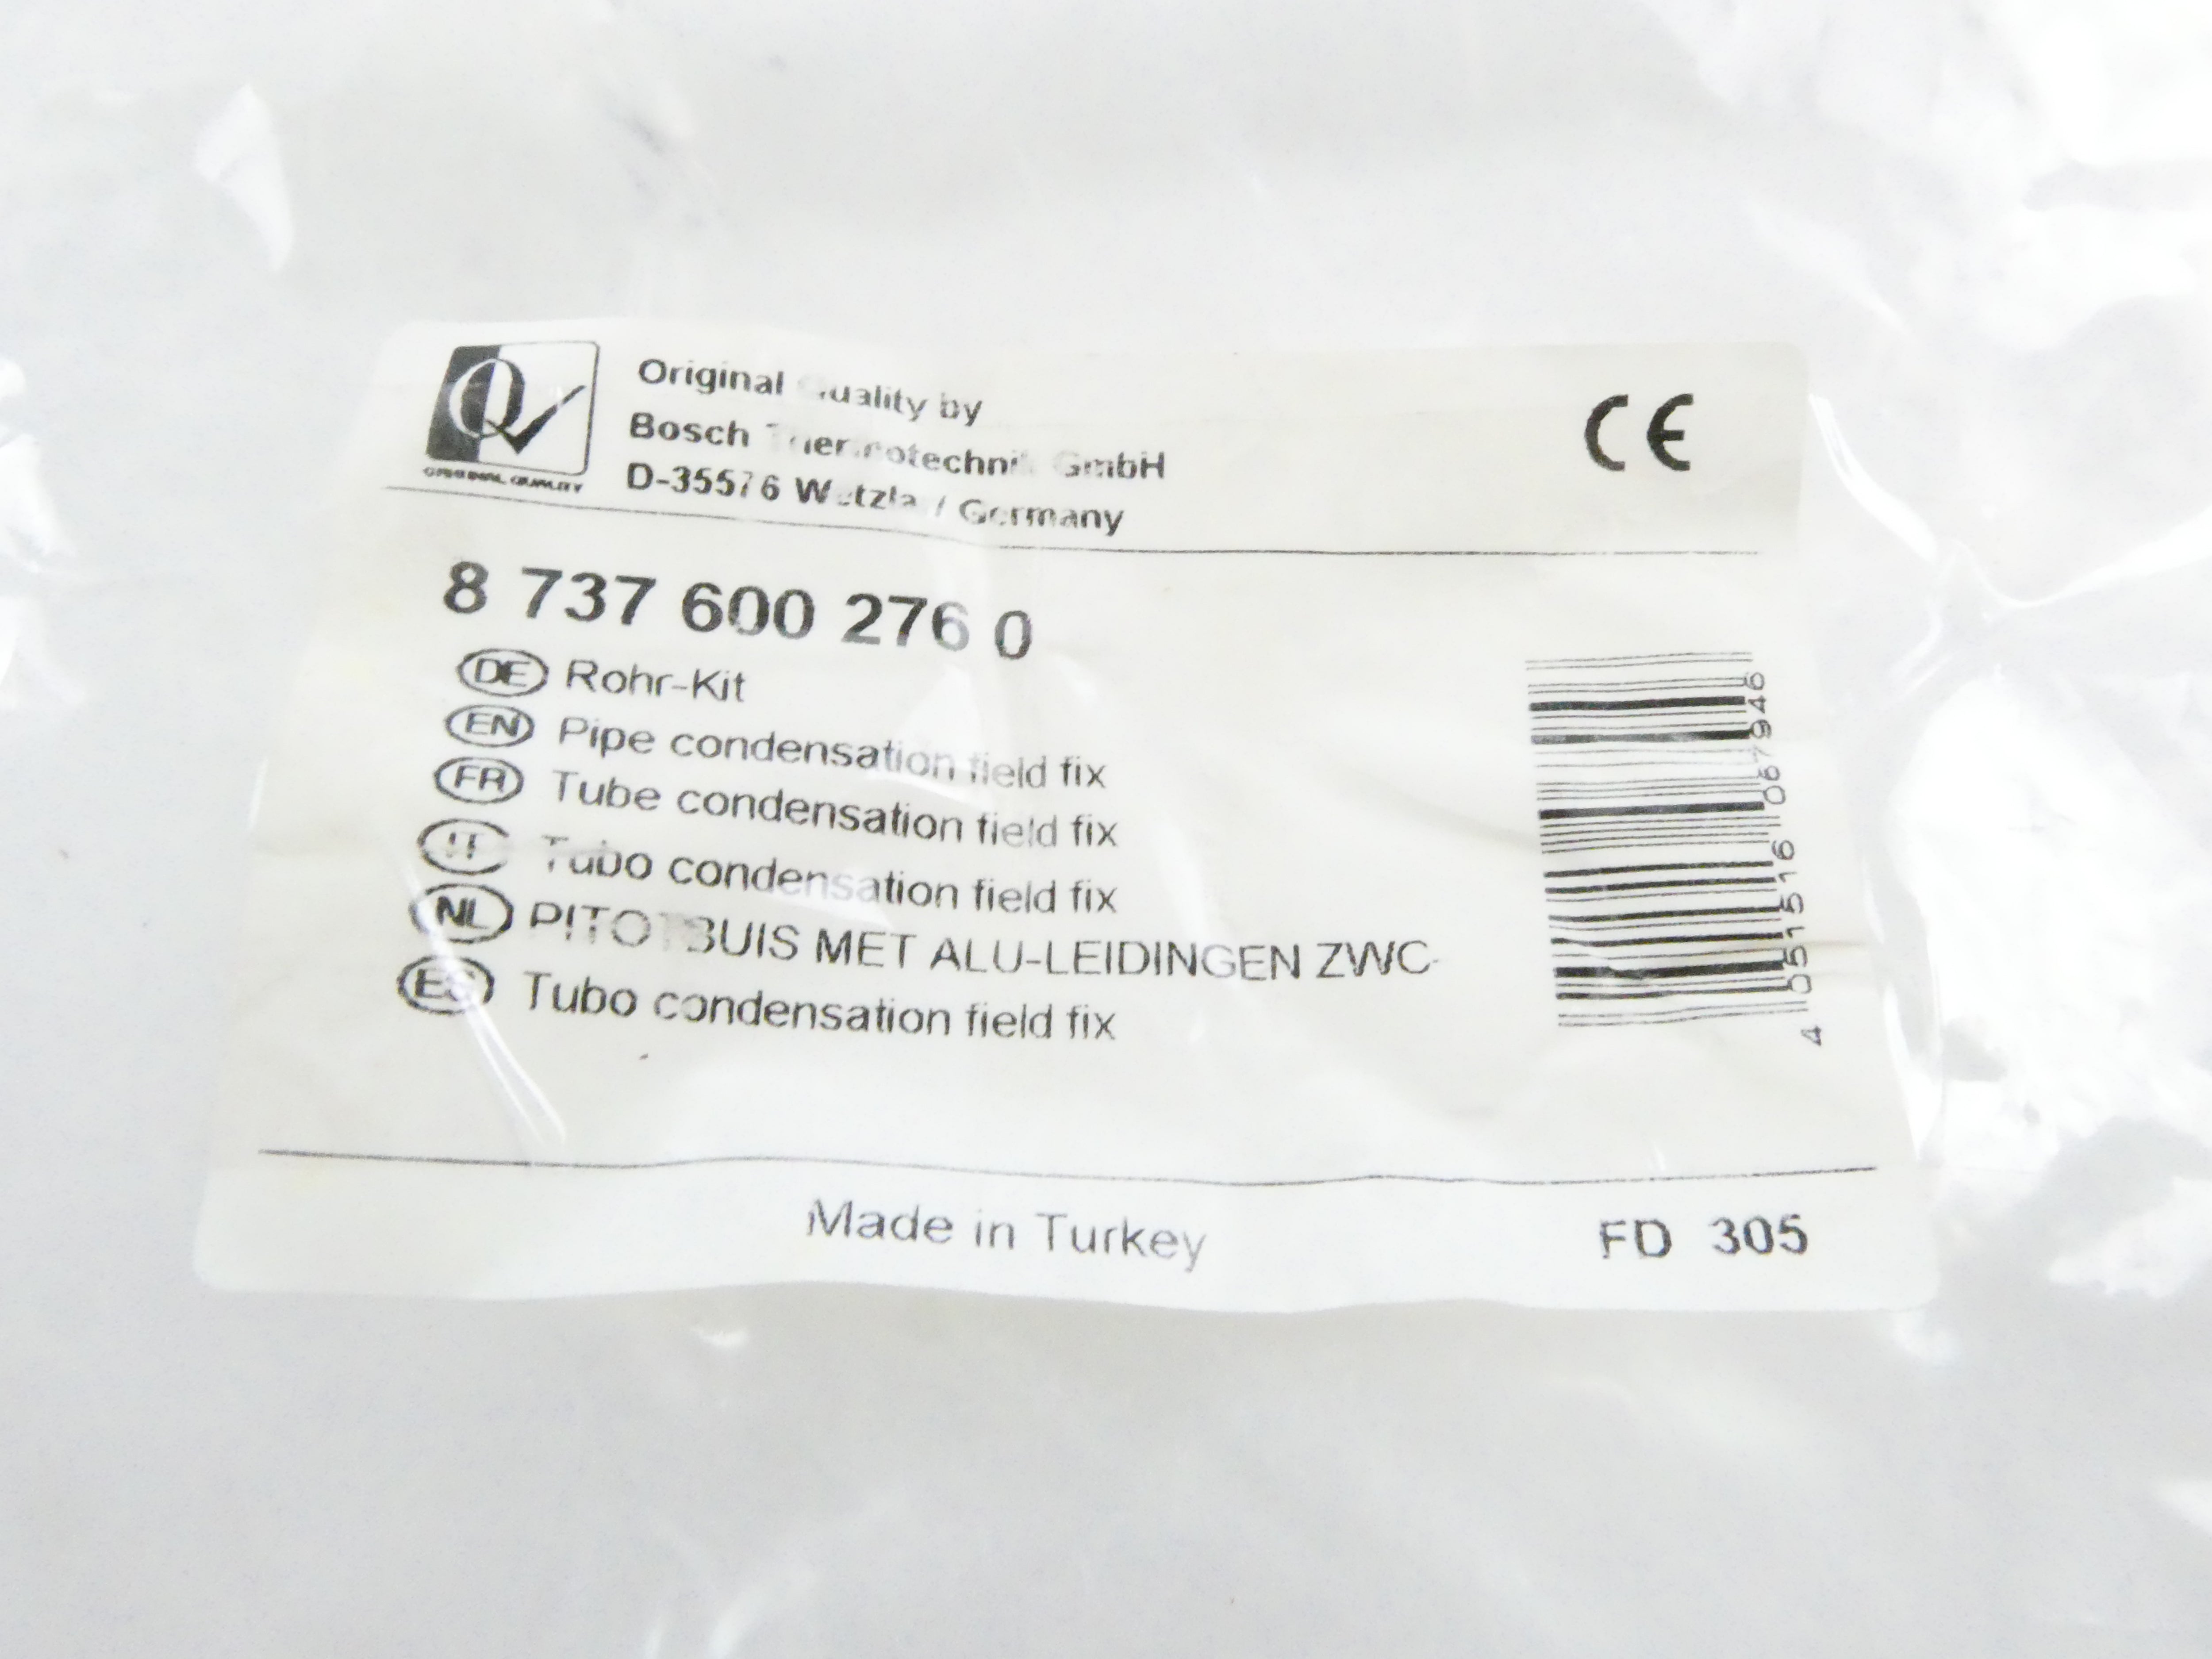 Original Quality by
Bosch Thermotechnik GmbH
D-35576 Wetzlar / Germany
ORIGINAL QUALITY
CE
8 737 600 276 0
DE Rohr-Kit
EN Pipe condensation field fix
FR Tube condensation field fix
IT Tubo condensation field fix
NL PITOTBUIS MET ALU-LEIDINGEN ZWC-
ES Tubo condensation field fix
4 051516 067946
Made in Turkey FD 305